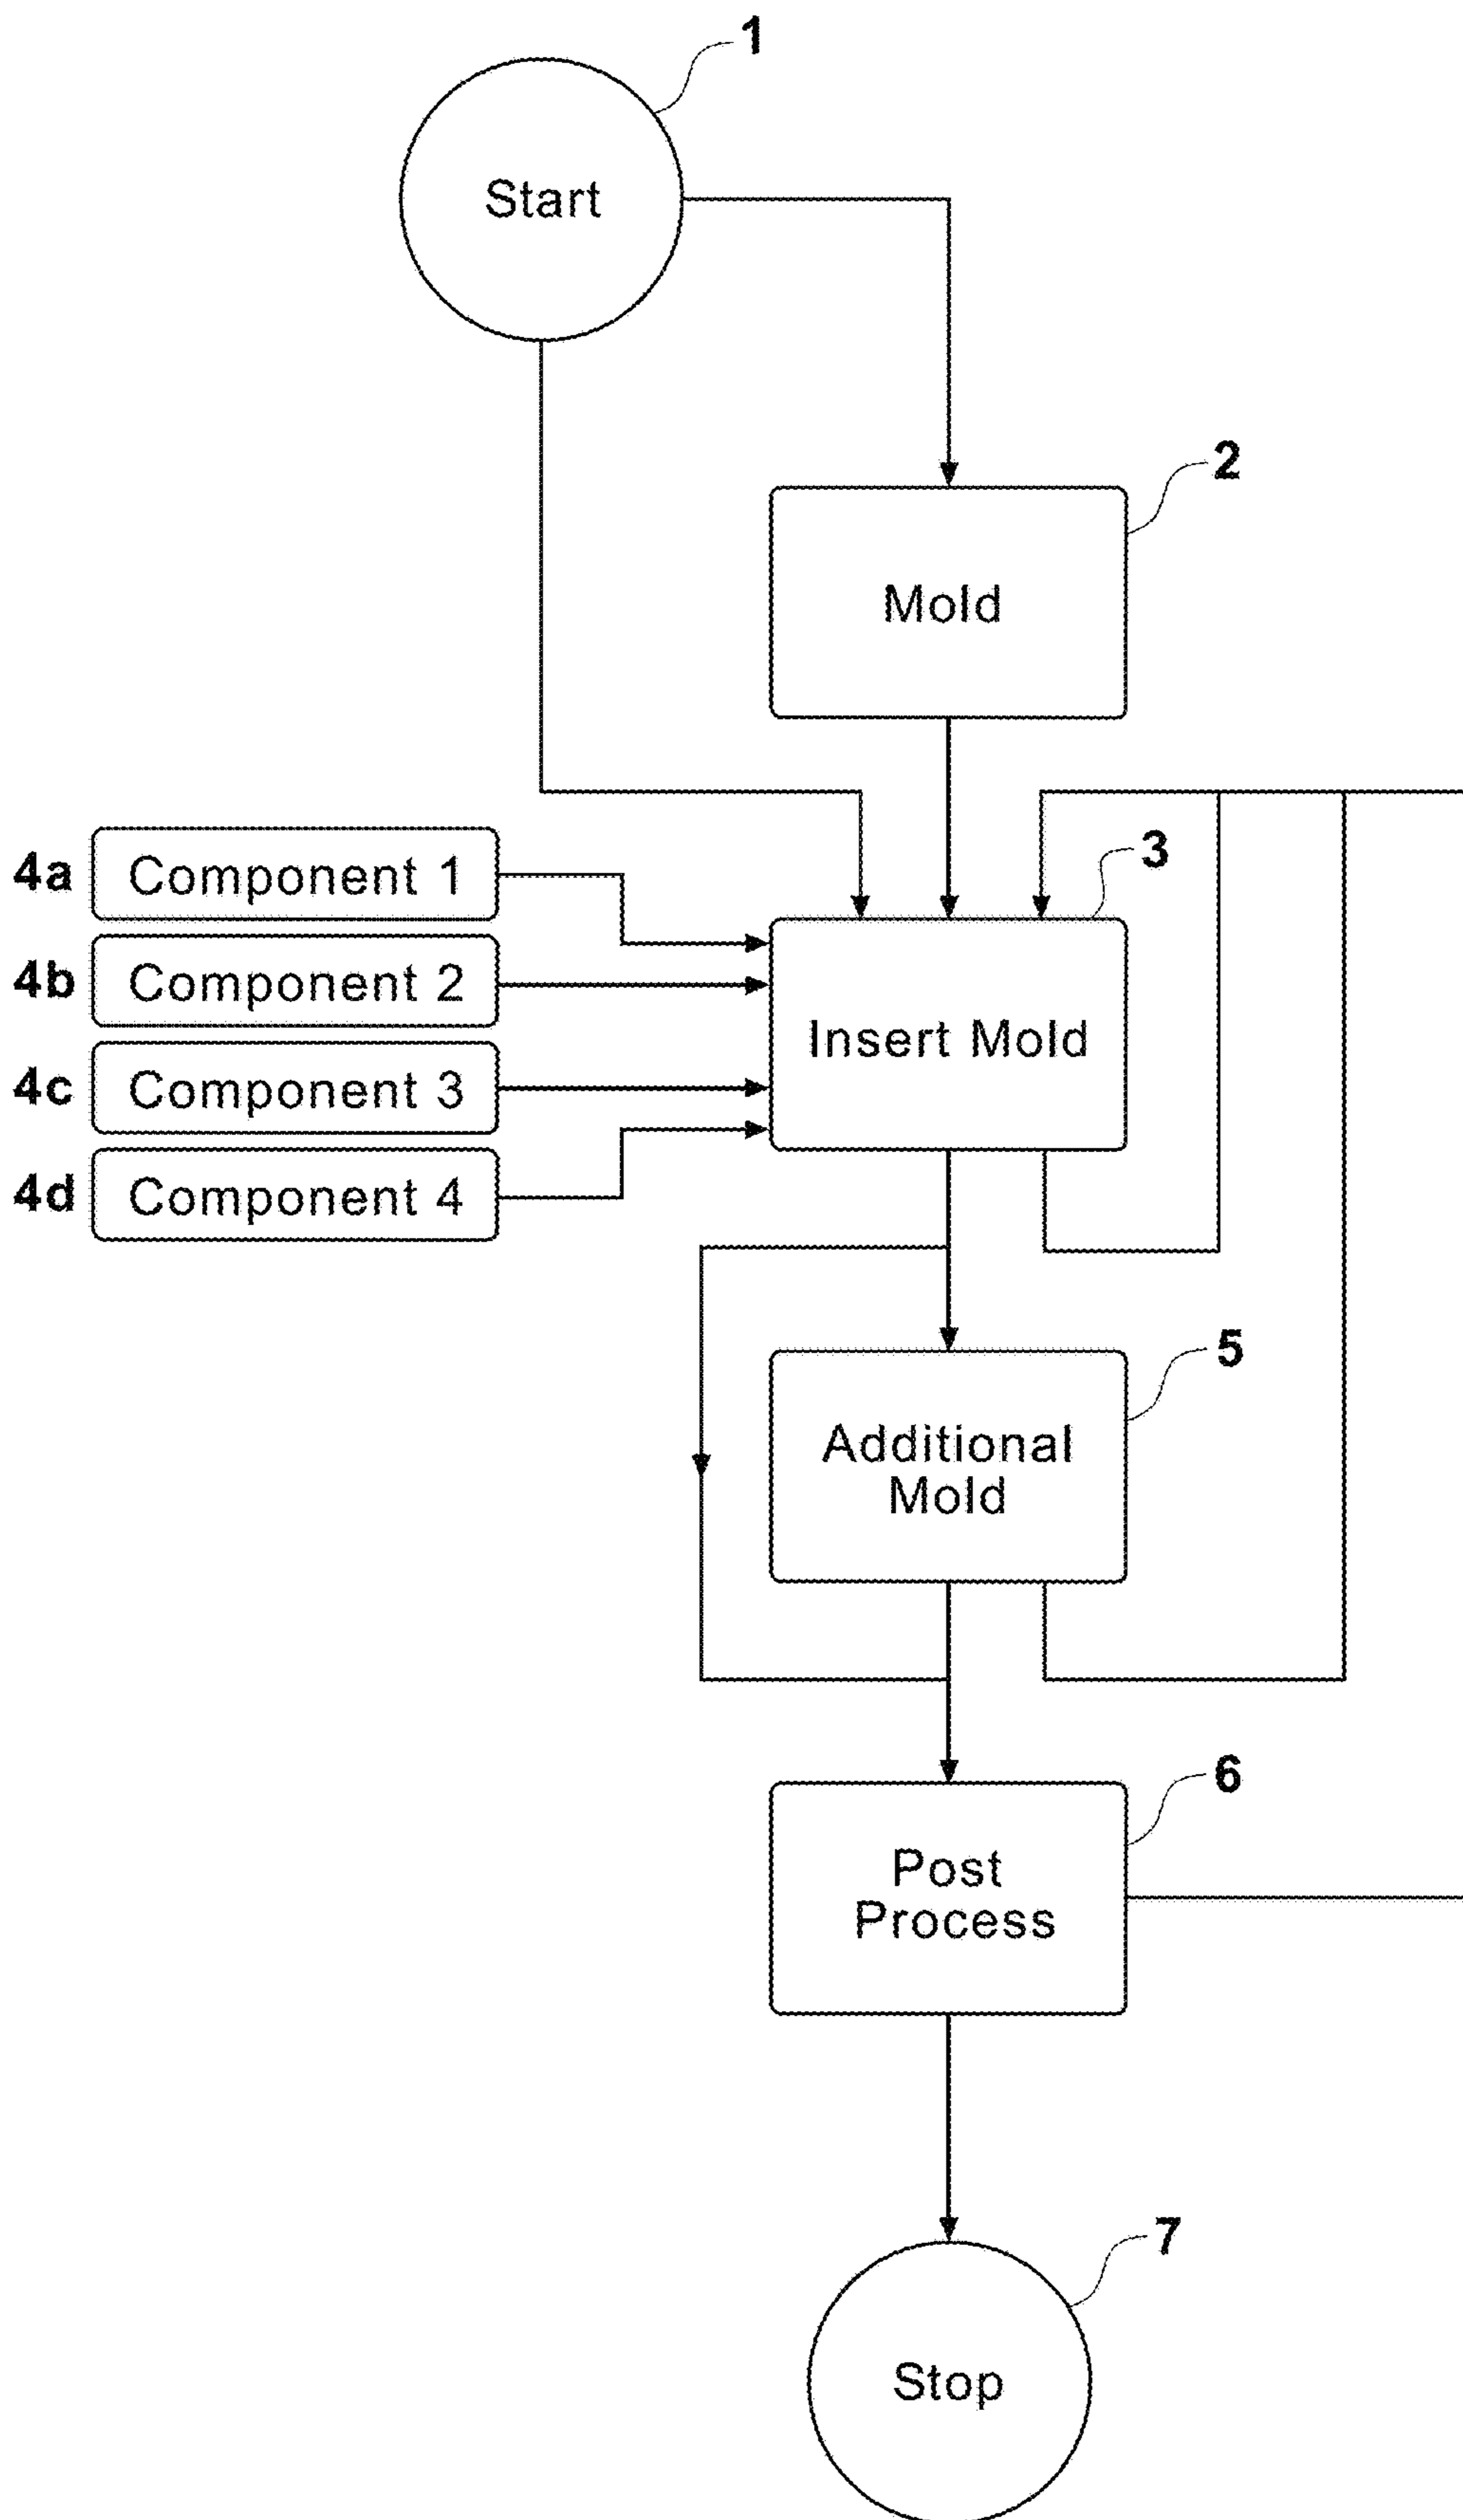 1
Start
2
Mold
3
4a
Component 1
4b
Component 2
4c
Component 3
4d
Component 4
Insert Mold
5
Additional
Mold
6
Post
Process
7
Stop